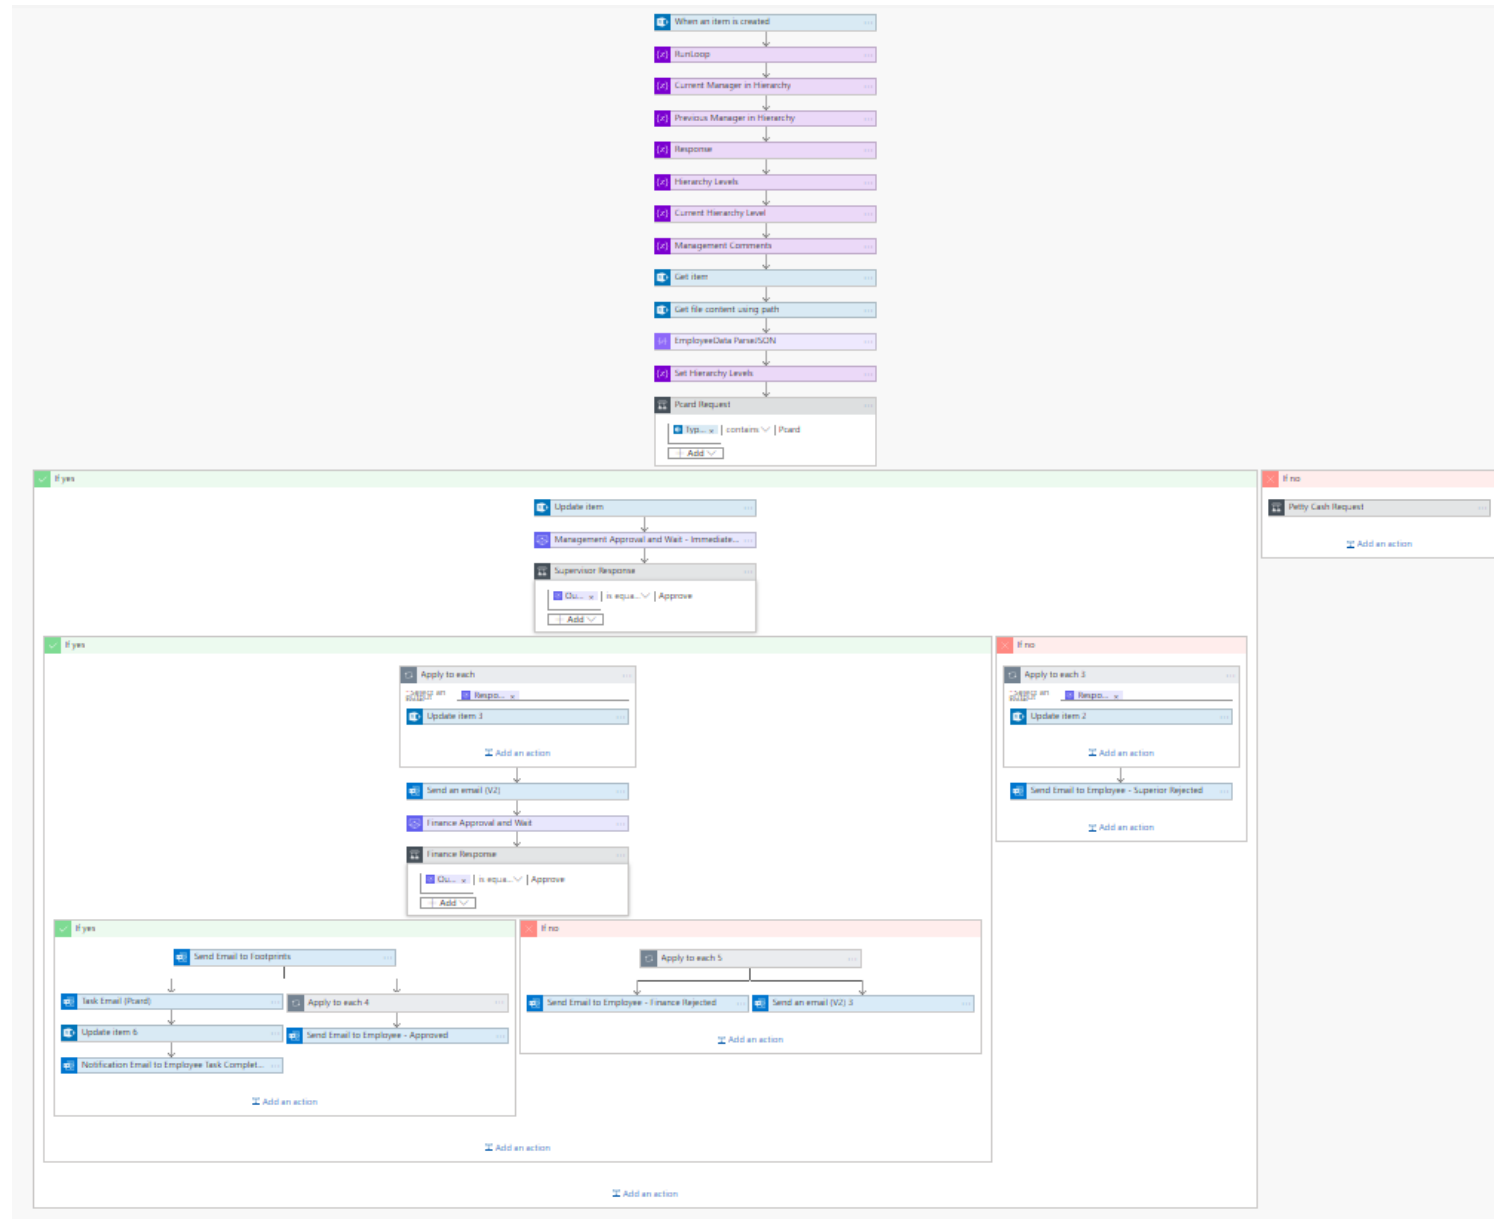 When an item is created
RunLoop
Current Manager in Hierarchy
Previous Manager in Hierarchy
Response
Hierarchy Levels
Current Hierarchy Level
Management Comments
Get item
Get file content using path
EmployeeData ParseJSON
Set Hierarchy Levels
Pcard Request
Typ... x contains Pcard
+ Add
If yes
If no
Update item
Petty Cash Request
Management Approval and Wait - Immediate...
Add an action
Supervisor Response
Ou... x is equa... Approve
+ Add
If yes
If no
Apply to each
Apply to each 3
Respo... x
Respo... x
Update item 3
Update item 2
Add an action
Add an action
Send an email (V2)
Send Email to Employee - Superior Rejected
Finance Approval and Wait
Add an action
Finance Response
Ou... x is equa... Approve
+ Add
If yes
If no
Send Email to Footprints
Apply to each 5
Task Email (Pcard)
Apply to each 4
Send Email to Employee - Finance Rejected
Send an email (V2) 3
Update item 6
Send Email to Employee - Approved
Add an action
Notification Email to Employee Task Complet...
Add an action
Add an action
Add an action